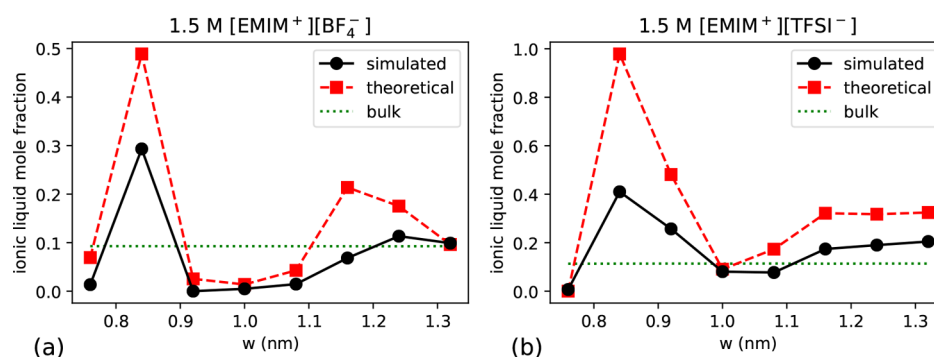 1.5 M [EMIM⁺][BF₄⁻]
ionic liquid mole fraction
0.5
0.4
0.3
0.2
0.1
0.0
simulated
theoretical
bulk
0.8 0.9 1.0 1.1 1.2 1.3
w (nm)
(a)
1.5 M [EMIM⁺][TFSI⁻]
ionic liquid mole fraction
1.0
0.8
0.6
0.4
0.2
0.0
simulated
theoretical
bulk
0.8 0.9 1.0 1.1 1.2 1.3
w (nm)
(b)